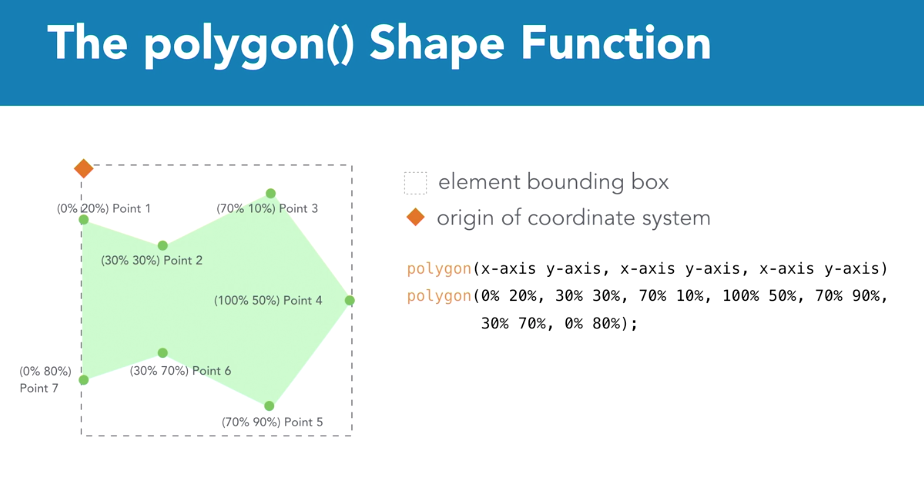 The polygon() Shape Function
(0% 20%) Point 1
(70% 10%) Point 3
(30% 30%) Point 2
(100% 50%) Point 4
(0% 80%)
Point 7
(30% 70%) Point 6
(70% 90%) Point 5
element bounding box
origin of coordinate system
polygon(x-axis y-axis, x-axis y-axis, x-axis y-axis)
polygon(0% 20%, 30% 30%, 70% 10%, 100% 50%, 70% 90%,
30% 70%, 0% 80%);